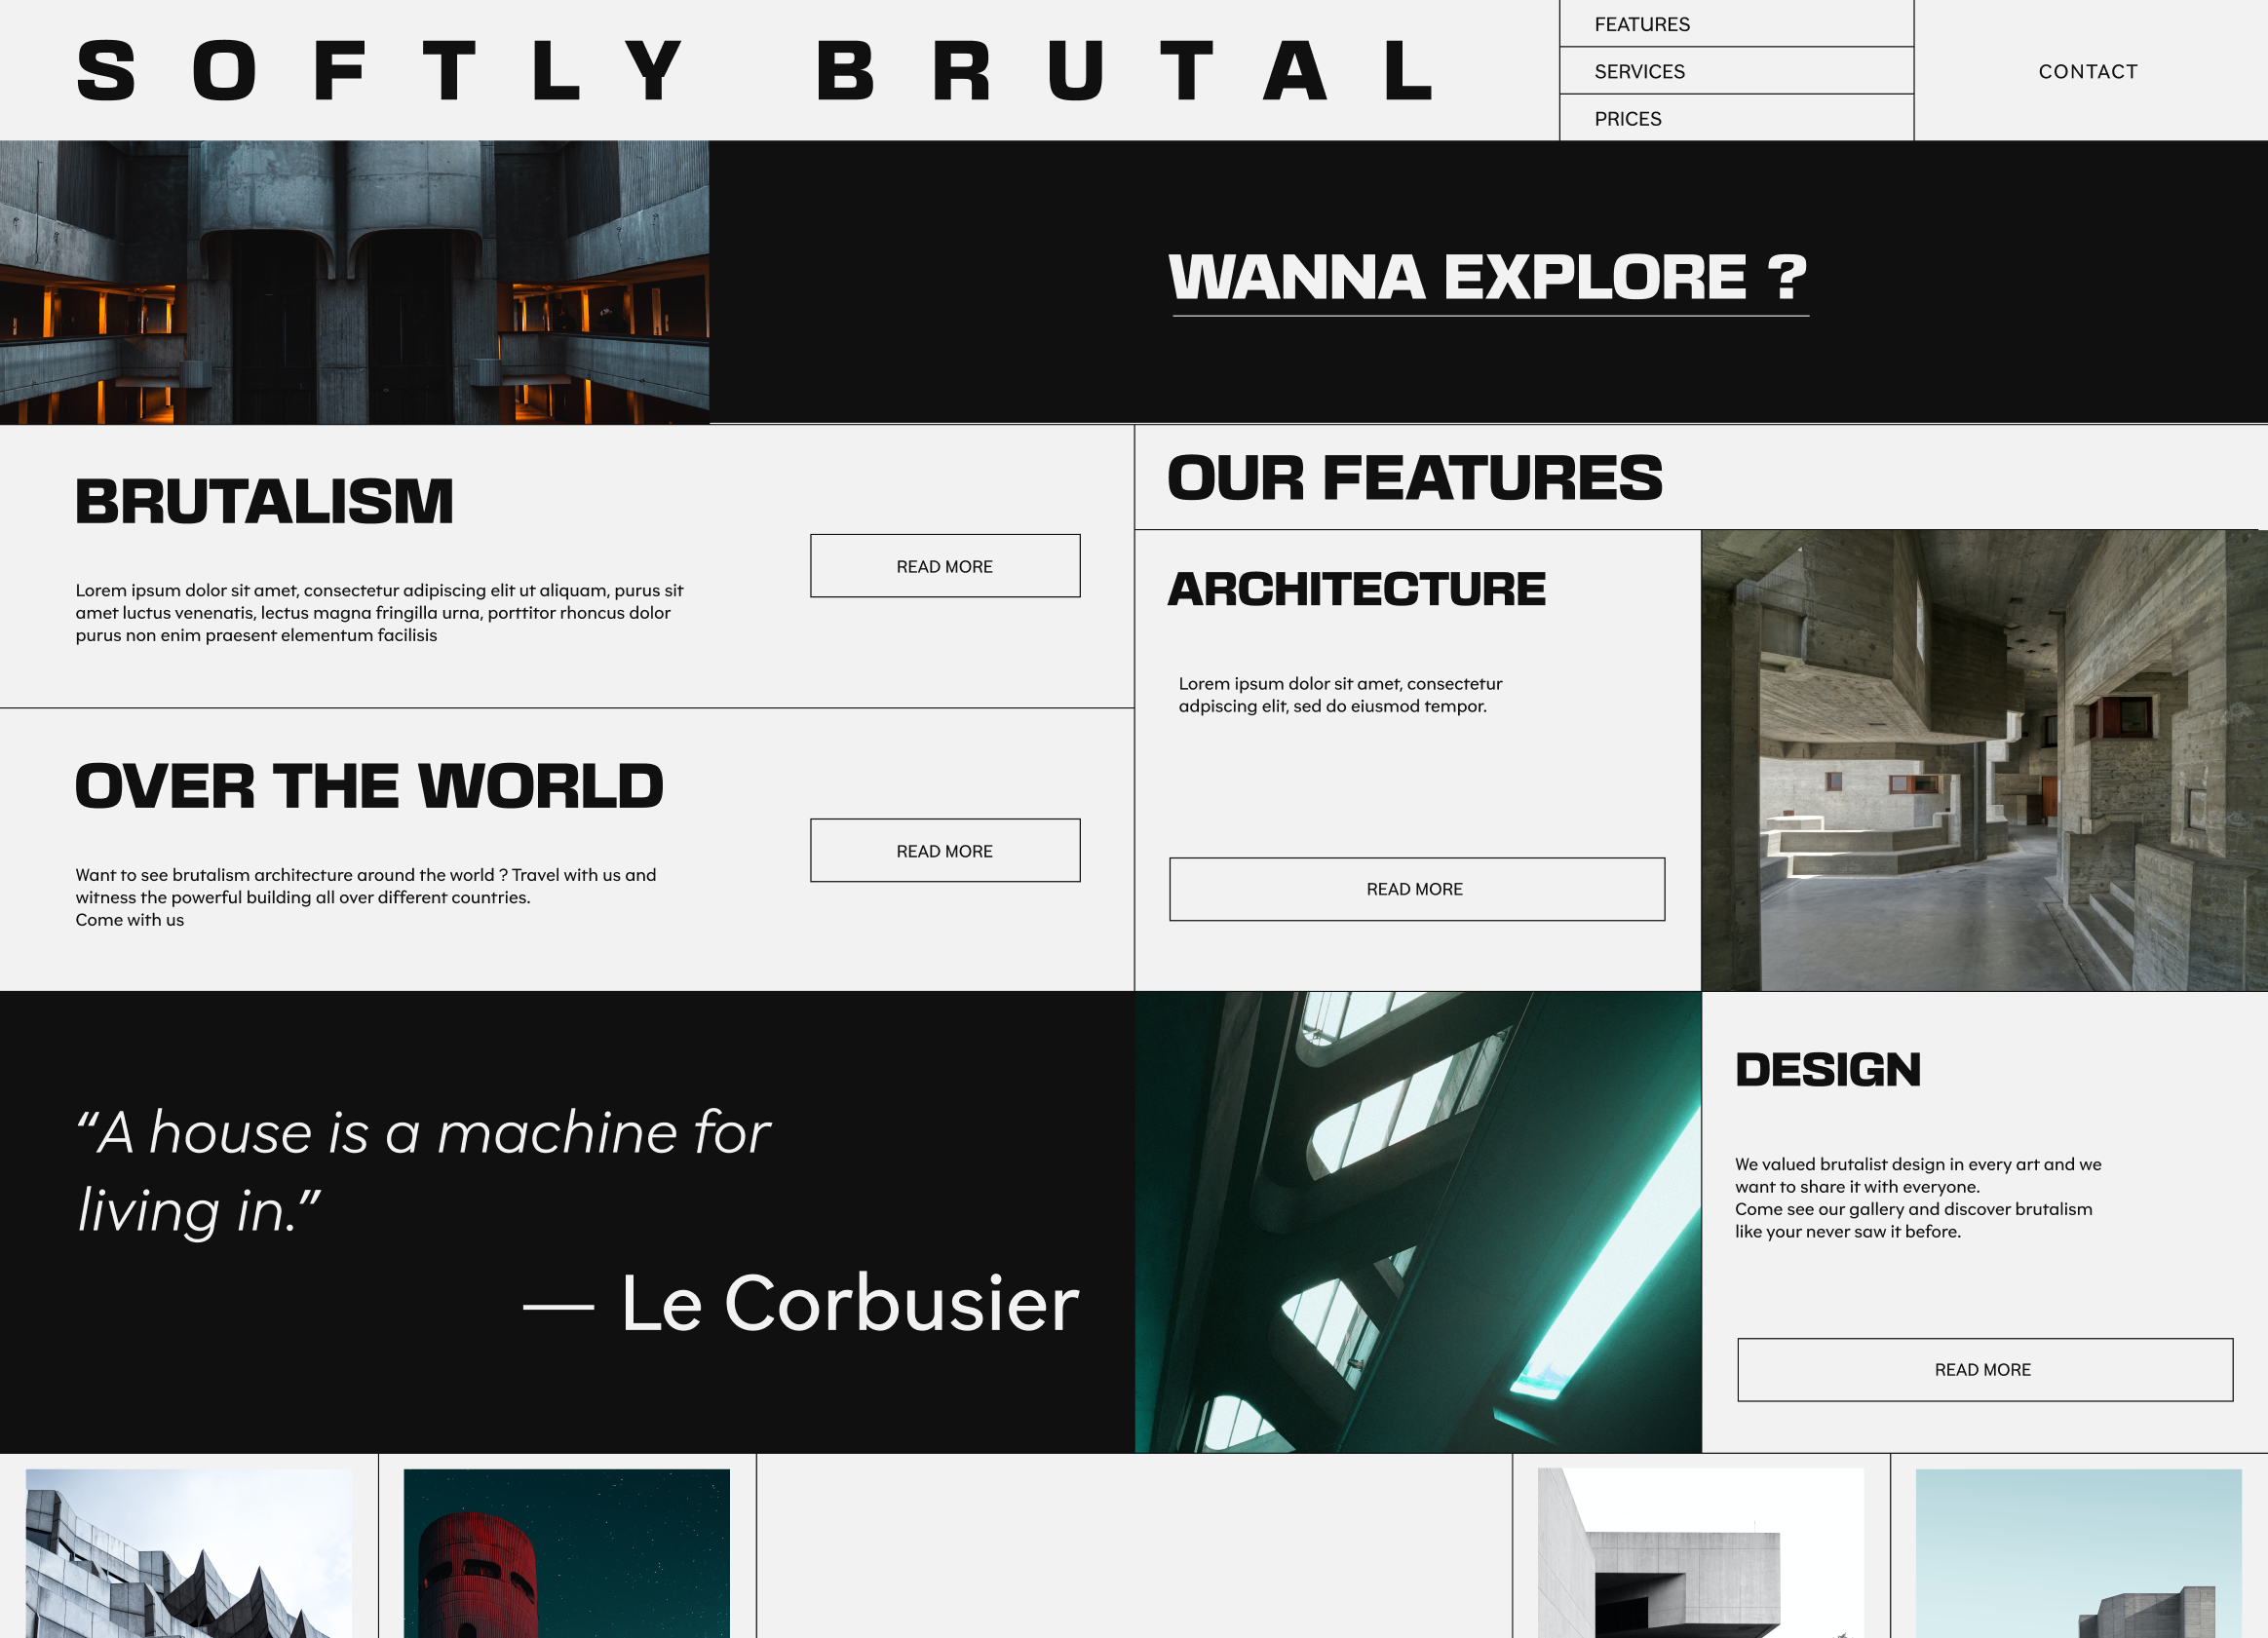 SOFTLY BRUTAL
FEATURES
SERVICES
PRICES
CONTACT
WANNA EXPLORE ?
BRUTALISM
Lorem ipsum dolor sit amet, consectetur adipiscing elit ut aliquam, purus sit
amet luctus venenatis, lectus magna fringilla urna, porttitor rhoncus dolor
purus non enim praesent elementum facilisis
READ MORE
OVER THE WORLD
Want to see brutalism architecture around the world ? Travel with us and
witness the powerful building all over different countries.
Come with us
READ MORE
OUR FEATURES
ARCHITECTURE
Lorem ipsum dolor sit amet, consectetur
adpiscing elit, sed do eiusmod tempor.
READ MORE
“A house is a machine for
living in.”
— Le Corbusier
DESIGN
We valued brutalist design in every art and we
want to share it with everyone.
Come see our gallery and discover brutalism
like your never saw it before.
READ MORE